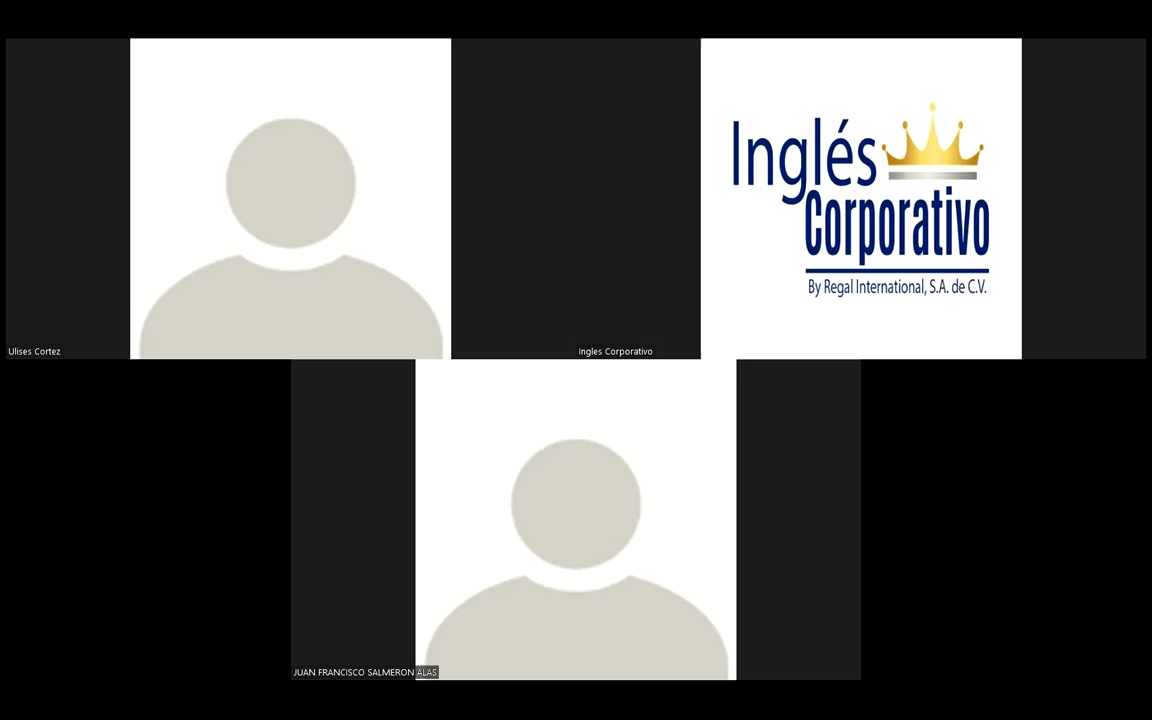 Inglés
Corporativo
By Regal International, S.A. de C.V.
Ulises Cortez
Ingles Corporativo
JUAN FRANCISCO SALMERON ALAS